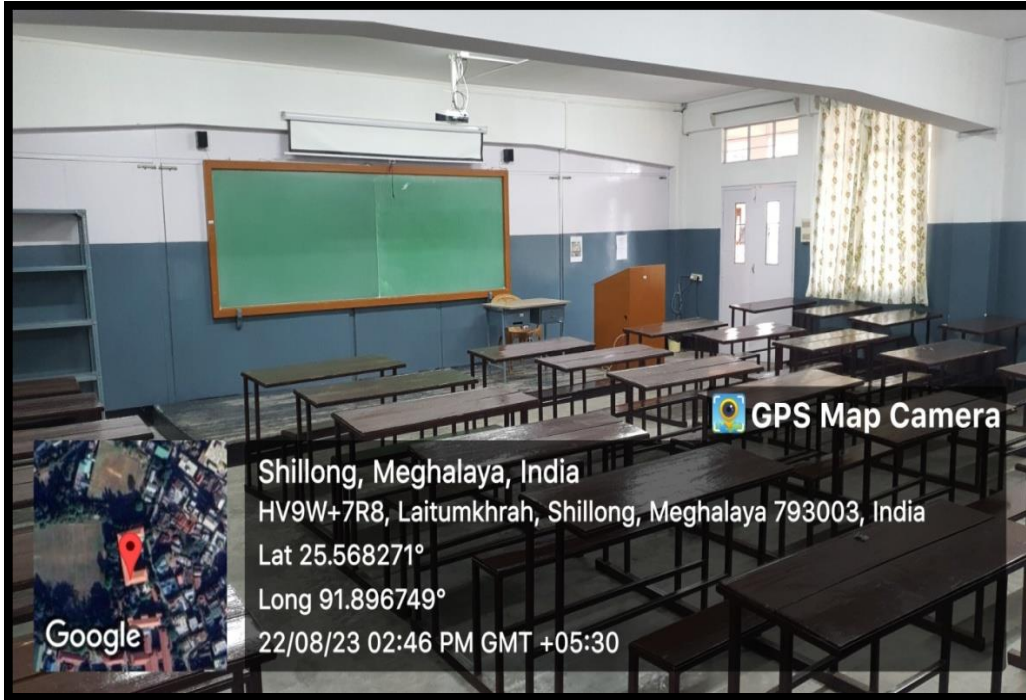 GPS Map Camera
Shillong, Meghalaya, India
HV9W+7R8, Laitumkhrah, Shillong, Meghalaya 793003, India
Lat 25.568271°
Long 91.896749°
22/08/23 02:46 PM GMT +05:30
Google